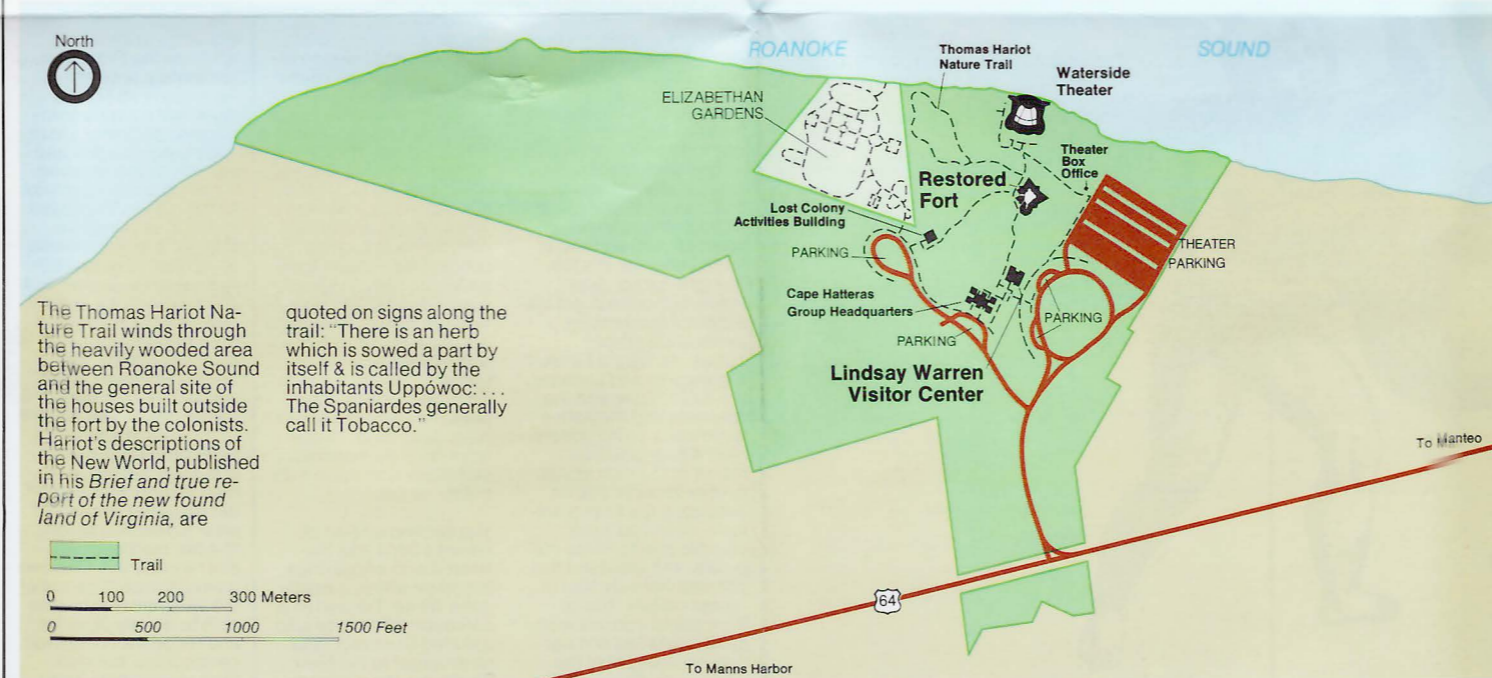 North
ROANOKE
SOUND
Thomas Hariot
Nature Trail
Waterside
Theater
ELIZABETHAN
GARDENS
Theater
Box
Office
Restored
Fort
Lost Colony
Activities Building
PARKING
THEATER
PARKING
Cape Hatteras
Group Headquarters
PARKING
PARKING
Lindsay Warren
Visitor Center
The Thomas Hariot Na-
ture Trail winds through
the heavily wooded area
between Roanoke Sound
and the general site of
the houses built outside
the fort by the colonists.
Hariot's descriptions of
the New World, published
in his Brief and true re-
port of the new found
land of Virginia, are
quoted on signs along the
trail: "There is an herb
which is sowed a part by
itself & is called by the
inhabitants Uppówoc: ....
The Spaniardes generally
call it Tobacco."
To Manteo
Trail
0 100 200 300 Meters
0 500 1000 1500 Feet
64
To Manns Harbor